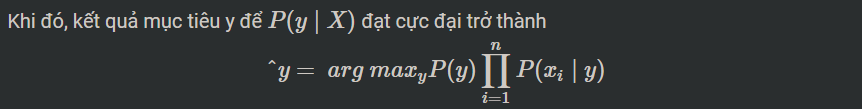 Khi đó, kết quả mục tiêu y để P(y | X) đạt cực đại trở thành
ˆy = arg max_y P(y) ∏_{i=1}^{n} P(x_i | y)